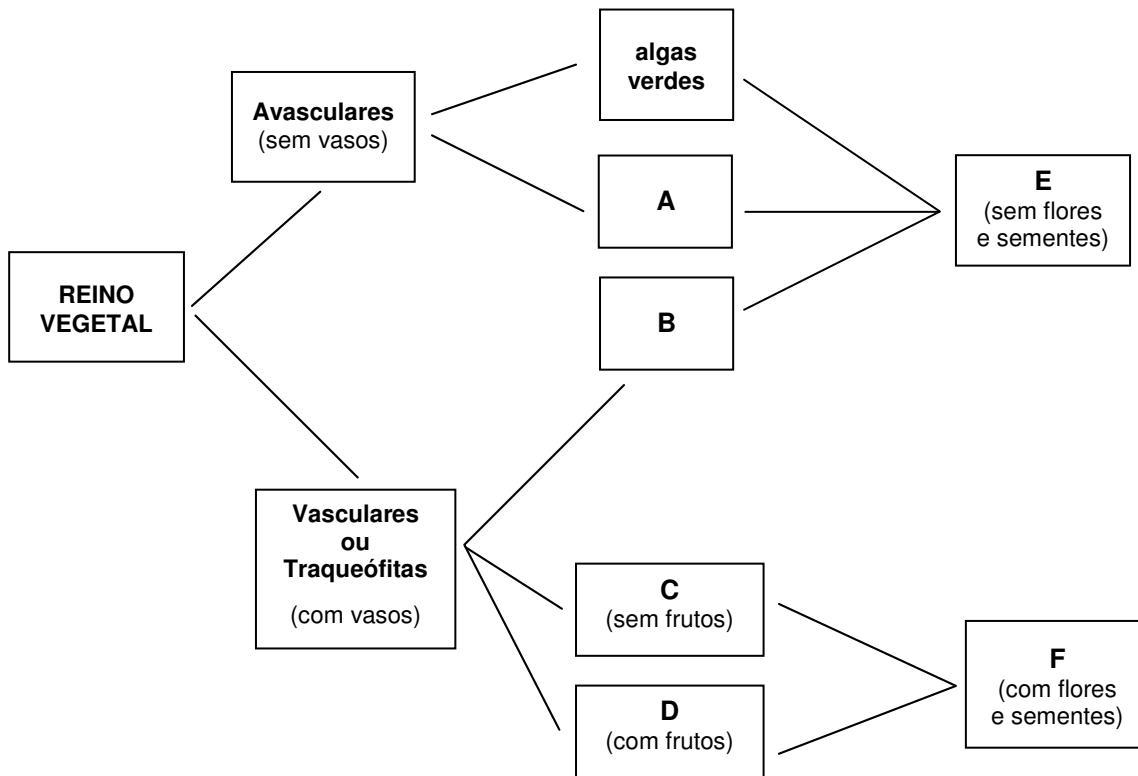 algas
verdes
Avasculares
(sem vasos)
A
E
(sem flores
e sementes)
REINO
VEGETAL
B
Vasculares
ou
Traqueófitas
(com vasos)
C
(sem frutos)
D
(com frutos)
F
(com flores
e sementes)